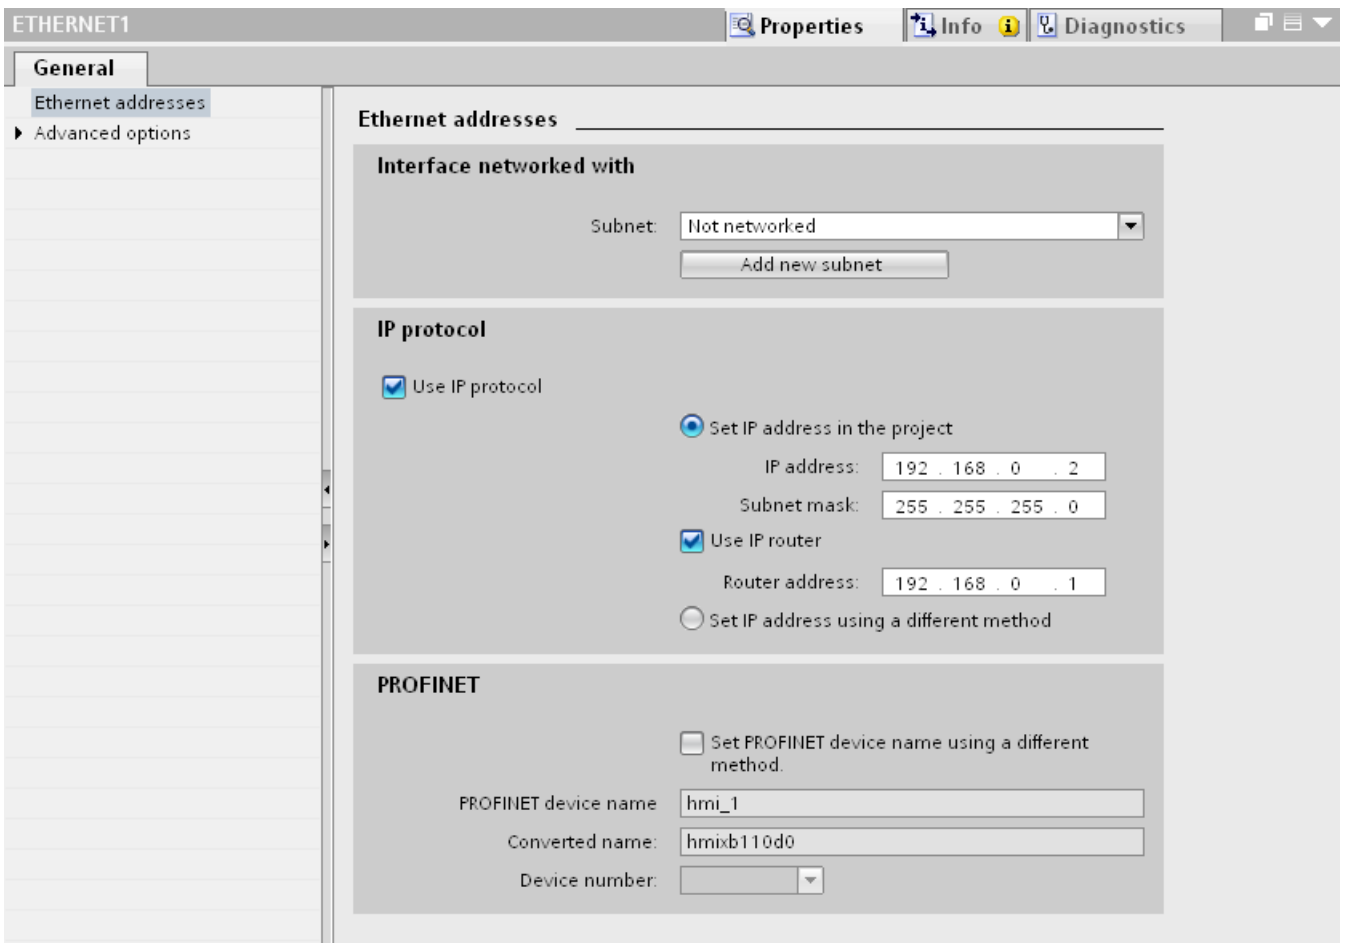 ETHERNET1
Properties
Info
Diagnostics
General
Ethernet addresses
Advanced options
Ethernet addresses
Interface networked with
Subnet:
Not networked
Add new subnet
IP protocol
Use IP protocol
Set IP address in the project
IP address:
192 . 168 . 0 . 2
Subnet mask:
255 . 255 . 255 . 0
Use IP router
Router address:
192 . 168 . 0 . 1
Set IP address using a different method
PROFINET
Set PROFINET device name using a different
method.
PROFINET device name
hmi_1
Converted name:
hmixb110d0
Device number: